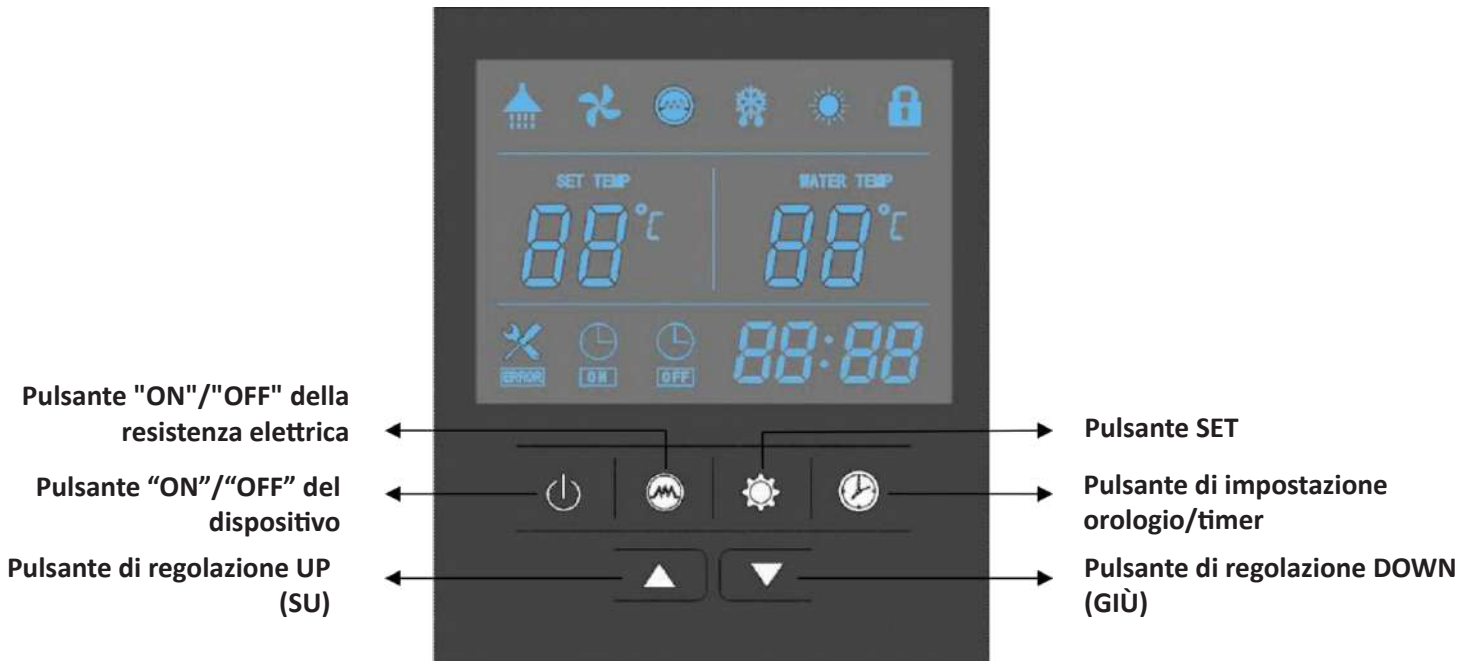 SET TEMP
WATER TEMP
88°C
88°C
ERROR
ON
OFF
88:88
Pulsante "ON"/"OFF" della
resistenza elettrica
Pulsante SET
Pulsante “ON”/“OFF” del
dispositivo
Pulsante di impostazione
orologio/timer
Pulsante di regolazione UP
(SU)
Pulsante di regolazione DOWN
(GIÙ)